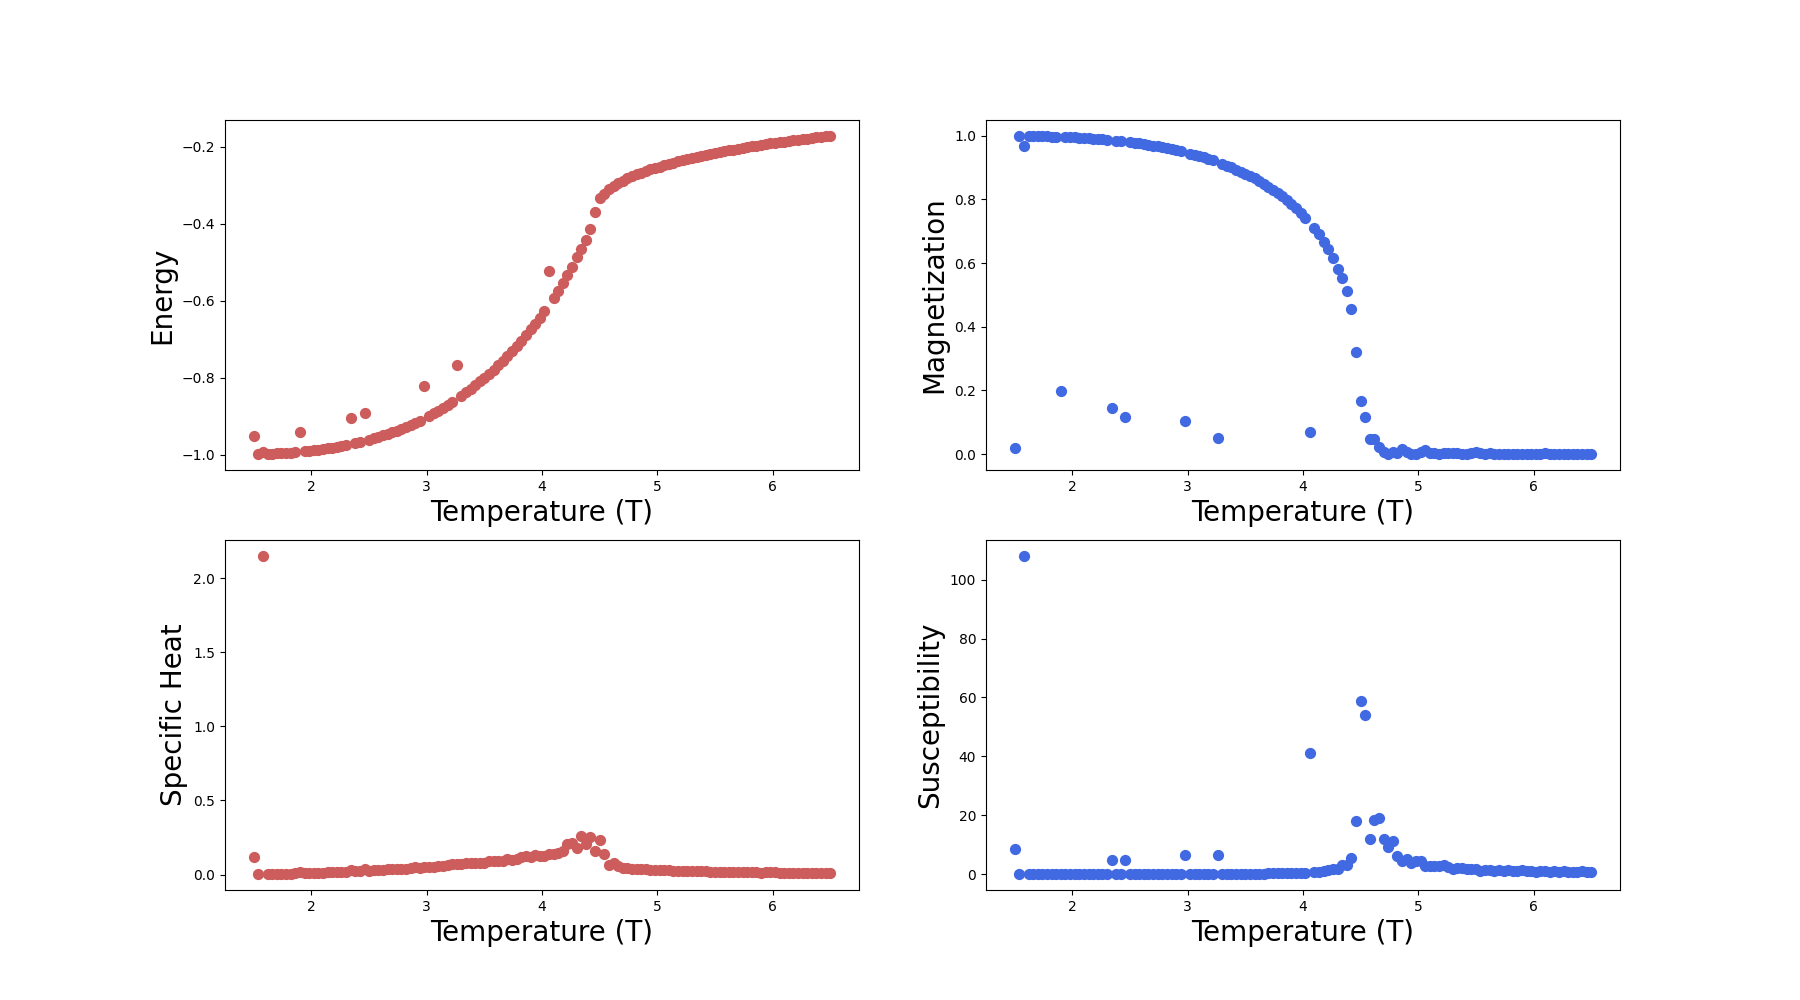 −0.2
−0.4
−0.6
−0.8
−1.0
Energy
2 3 4 5 6
Temperature (T)
1.0
0.8
0.6
0.4
0.2
0.0
Magnetization
2 3 4 5 6
Temperature (T)
2.0
1.5
1.0
0.5
0.0
Specific Heat
2 3 4 5 6
Temperature (T)
100
80
60
40
20
0
Susceptibility
2 3 4 5 6
Temperature (T)